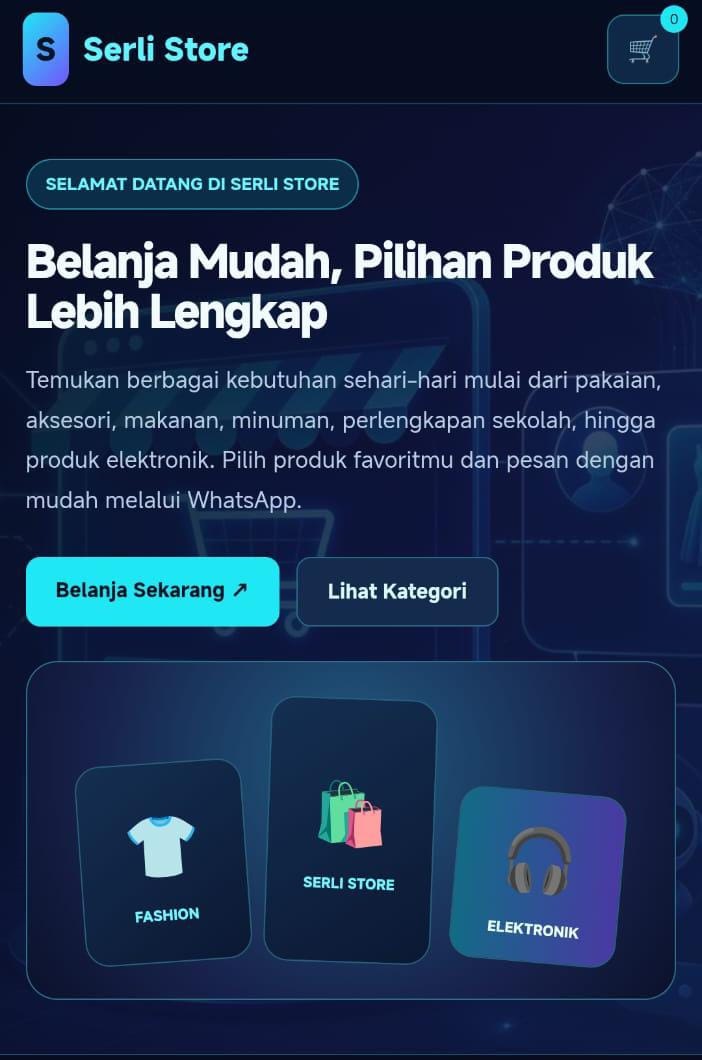 S Serli Store
0
SELAMAT DATANG DI SERLI STORE
Belanja Mudah, Pilihan Produk
Lebih Lengkap
Temukan berbagai kebutuhan sehari-hari mulai dari pakaian,
aksesori, makanan, minuman, perlengkapan sekolah, hingga
produk elektronik. Pilih produk favoritmu dan pesan dengan
mudah melalui WhatsApp.
Belanja Sekarang ↗
Lihat Kategori
FASHION
SERLI STORE
ELEKTRONIK